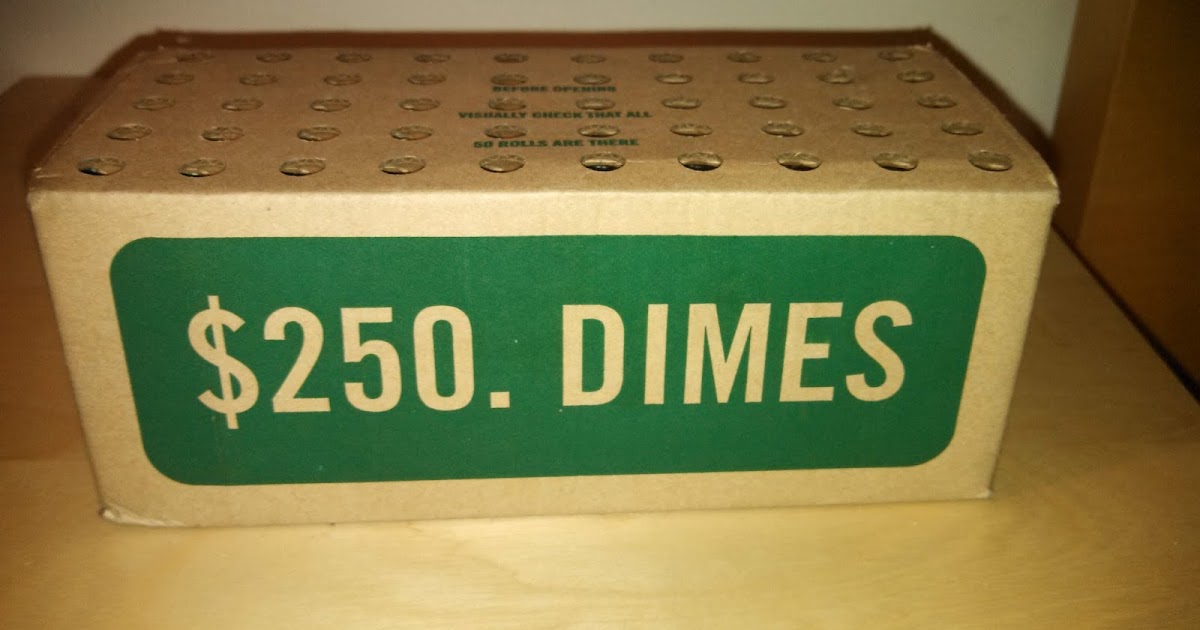 BEFORE OPENING
VISUALLY CHECK THAT ALL
50 ROLLS ARE THERE
$250. DIMES